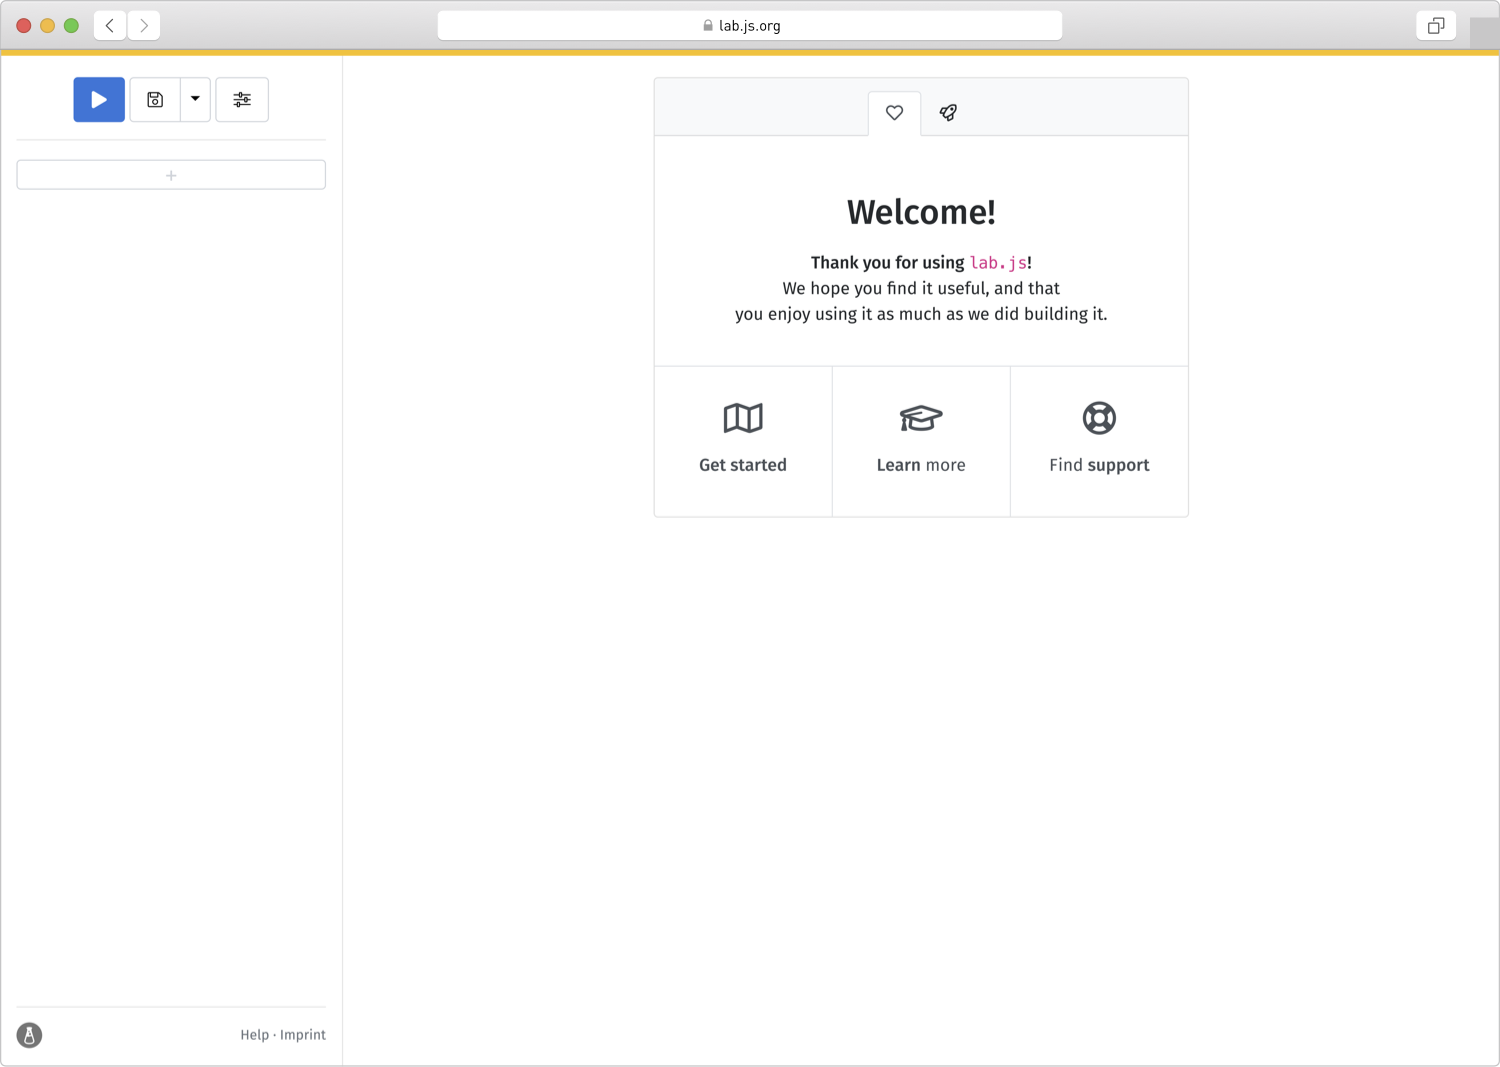 lab.js.org
+
Welcome!
Thank you for using lab.js!
We hope you find it useful, and that
you enjoy using it as much as we did building it.
Get started
Learn more
Find support
Help · Imprint